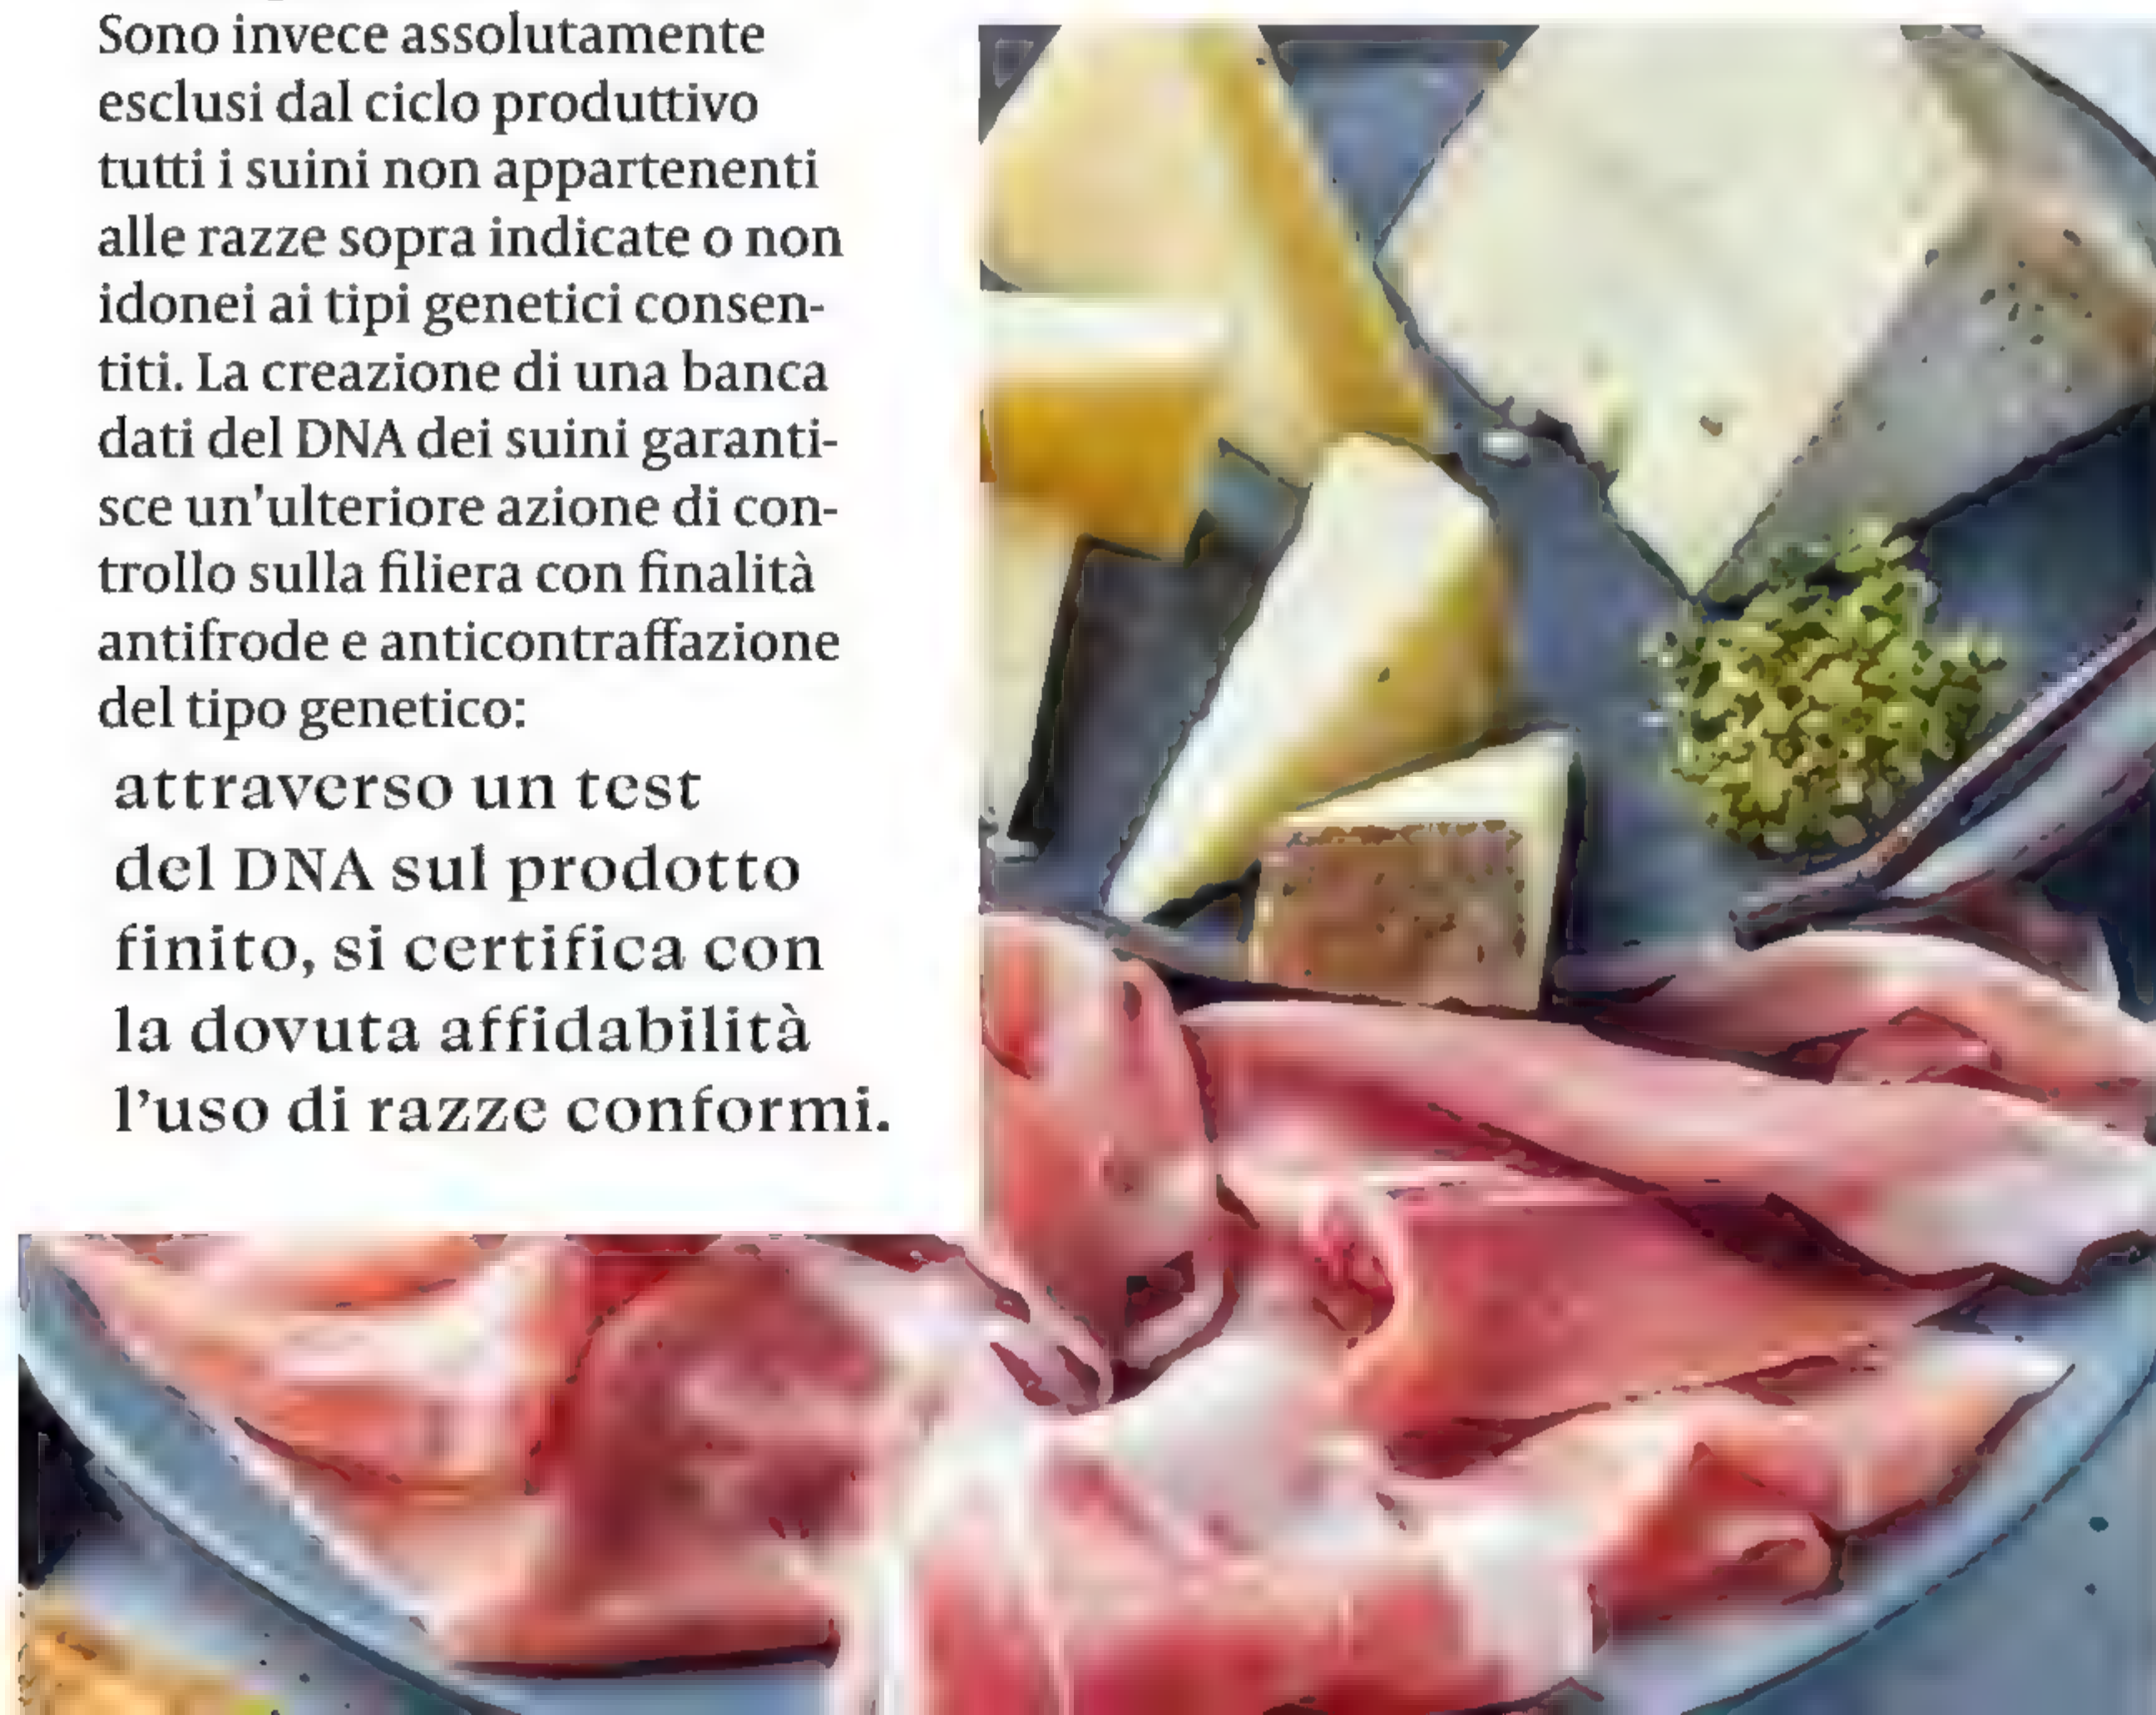 Sono invece assolutamente
esclusi dal ciclo produttivo
tutti i suini non appartenenti
alle razze sopra indicate o non
idonei ai tipi genetici consen-
titi. La creazione di una banca
dati del DNA dei suini garanti-
sce un'ulteriore azione di con-
trollo sulla filiera con finalità
antifrode e anticontraffazione
del tipo genetico:
attraverso un test
del DNA sul prodotto
finito, si certifica con
la dovuta affidabilità
l’uso di razze conformi.